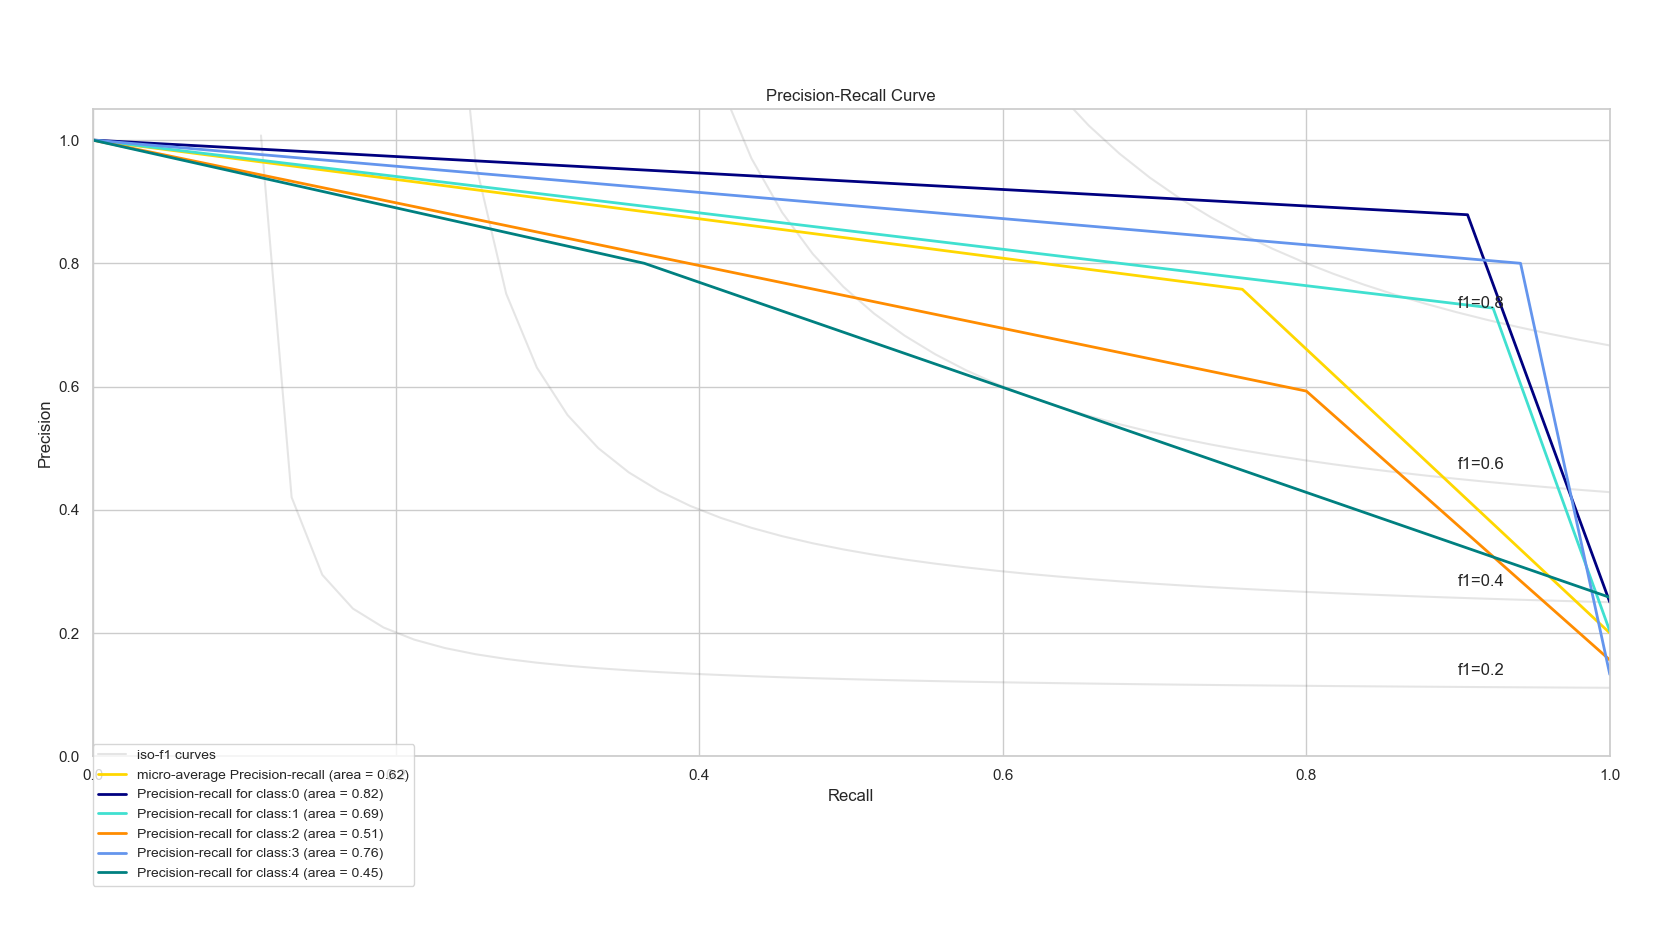 Precision-Recall Curve
1.0
0.8
0.6
0.4
0.2
0.0
Precision
f1=0.8
f1=0.6
f1=0.4
f1=0.2
0.0 0.2 0.4 0.6 0.8 1.0
Recall
iso-f1 curves
micro-average Precision-recall (area = 0.62)
Precision-recall for class:0 (area = 0.82)
Precision-recall for class:1 (area = 0.69)
Precision-recall for class:2 (area = 0.51)
Precision-recall for class:3 (area = 0.76)
Precision-recall for class:4 (area = 0.45)